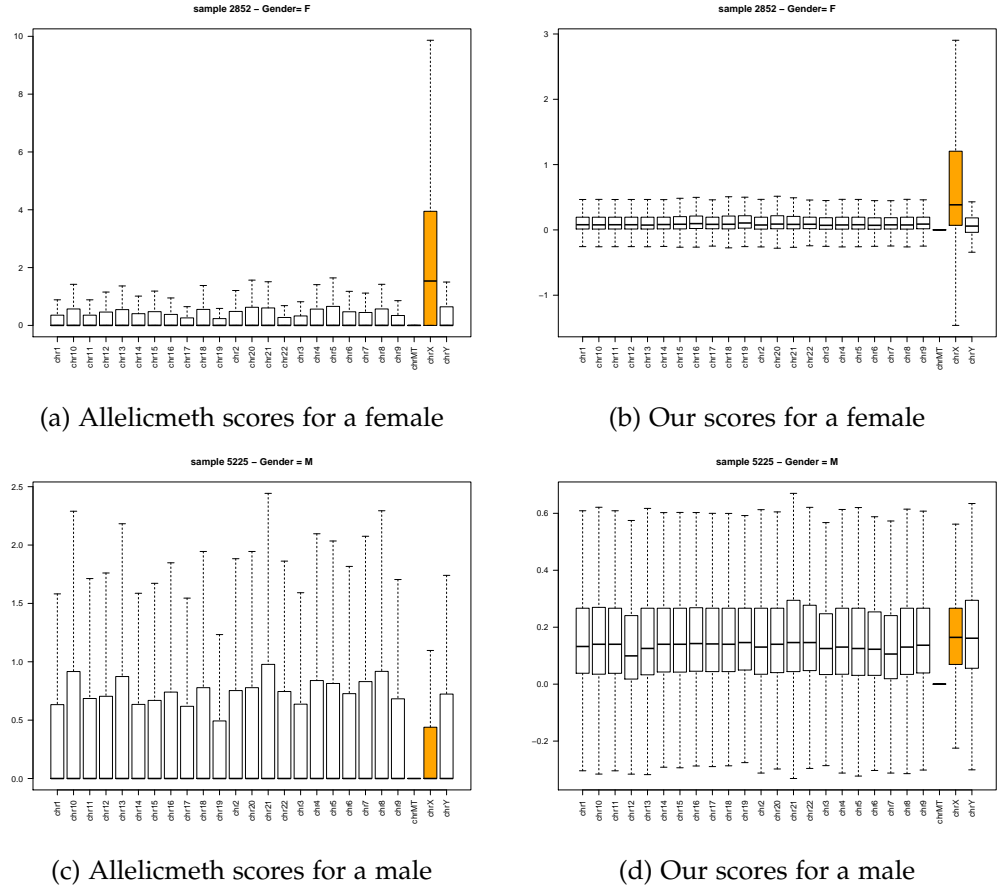 sample 2852 – Gender= F
10
8
6
4
2
0
chr1 chr10 chr11 chr12 chr13 chr14 chr15 chr16 chr17 chr18 chr19 chr2 chr20 chr21 chr22 chr3 chr4 chr5 chr6 chr7 chr8 chr9 chrMT chrX chrY
(a) Allelicmeth scores for a female
sample 2852 – Gender= F
3
2
1
0
−1
chr1 chr10 chr11 chr12 chr13 chr14 chr15 chr16 chr17 chr18 chr19 chr2 chr20 chr21 chr22 chr3 chr4 chr5 chr6 chr7 chr8 chr9 chrMT chrX chrY
(b) Our scores for a female
sample 5225 – Gender = M
2.5
2.0
1.5
1.0
0.5
0.0
chr1 chr10 chr11 chr12 chr13 chr14 chr15 chr16 chr17 chr18 chr19 chr2 chr20 chr21 chr22 chr3 chr4 chr5 chr6 chr7 chr8 chr9 chrMT chrX chrY
(c) Allelicmeth scores for a male
sample 5225 – Gender = M
0.6
0.4
0.2
0.0
−0.2
chr1 chr10 chr11 chr12 chr13 chr14 chr15 chr16 chr17 chr18 chr19 chr2 chr20 chr21 chr22 chr3 chr4 chr5 chr6 chr7 chr8 chr9 chrMT chrX chrY
(d) Our scores for a male